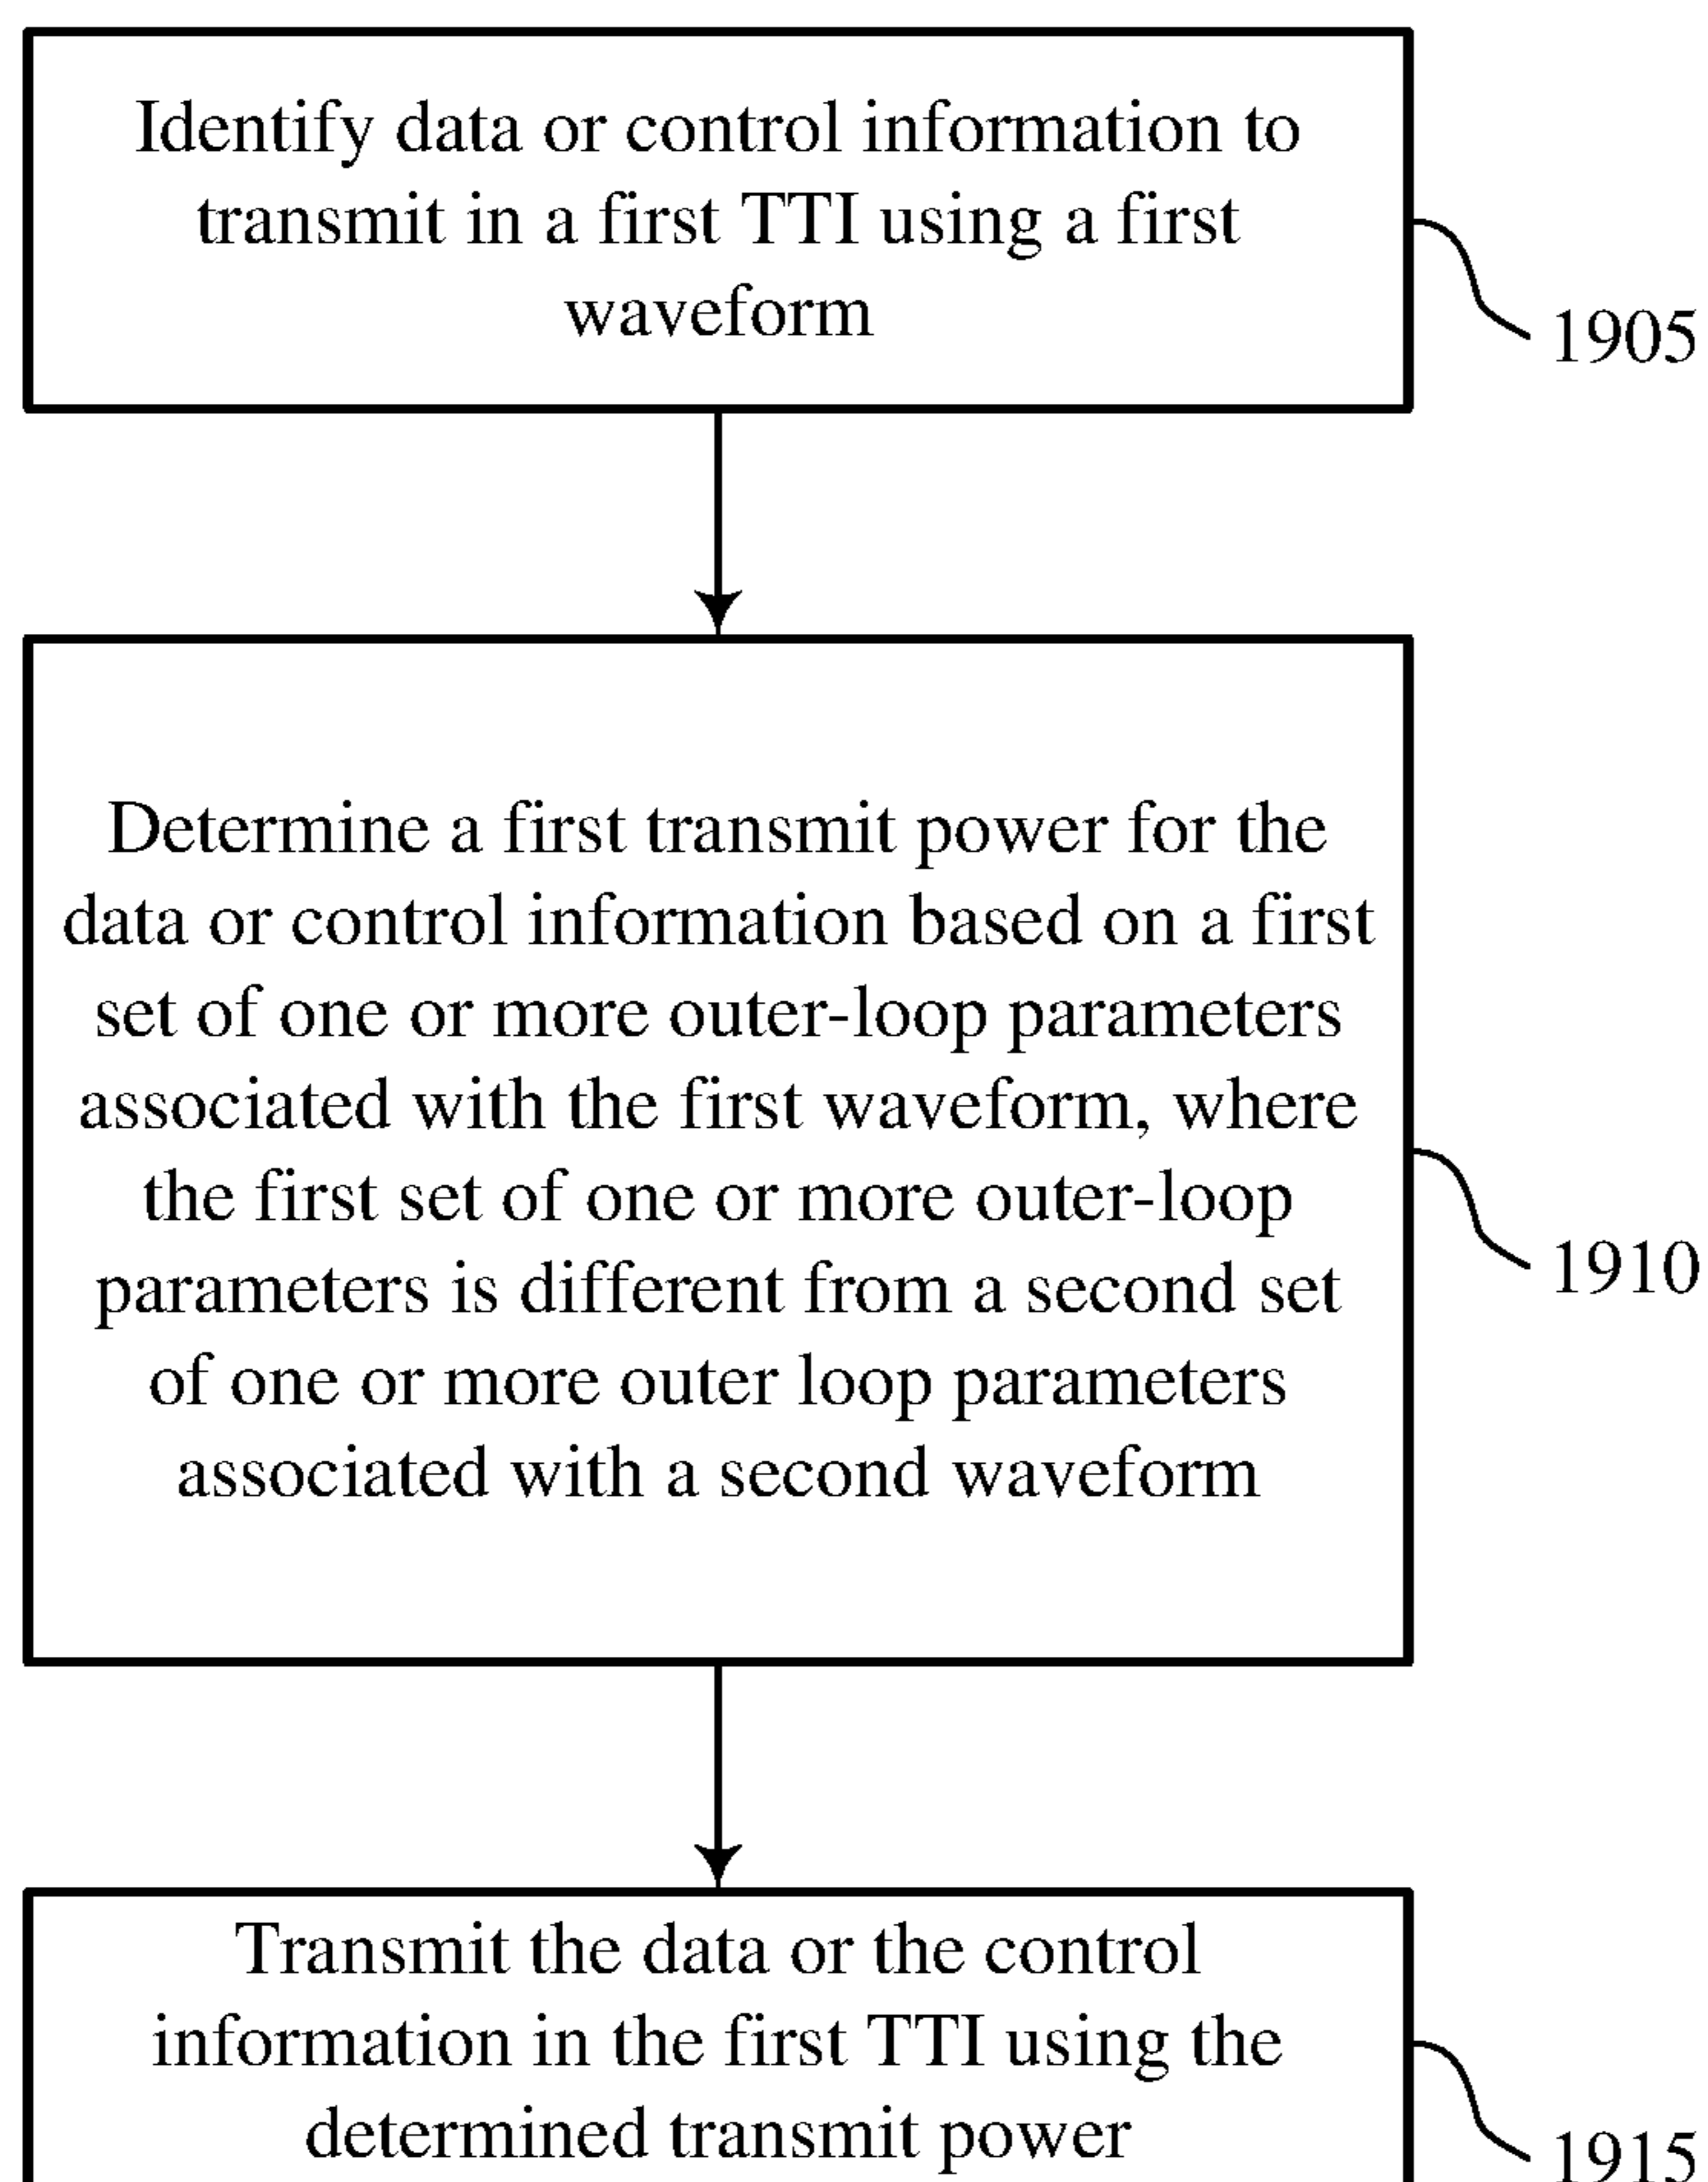 Identify data or control information to
transmit in a first TTI using a first
waveform
1905
Determine a first transmit power for the
data or control information based on a first
set of one or more outer-loop parameters
associated with the first waveform, where
the first set of one or more outer-loop
parameters is different from a second set
of one or more outer loop parameters
associated with a second waveform
1910
Transmit the data or the control
information in the first TTI using the
determined transmit power
1915